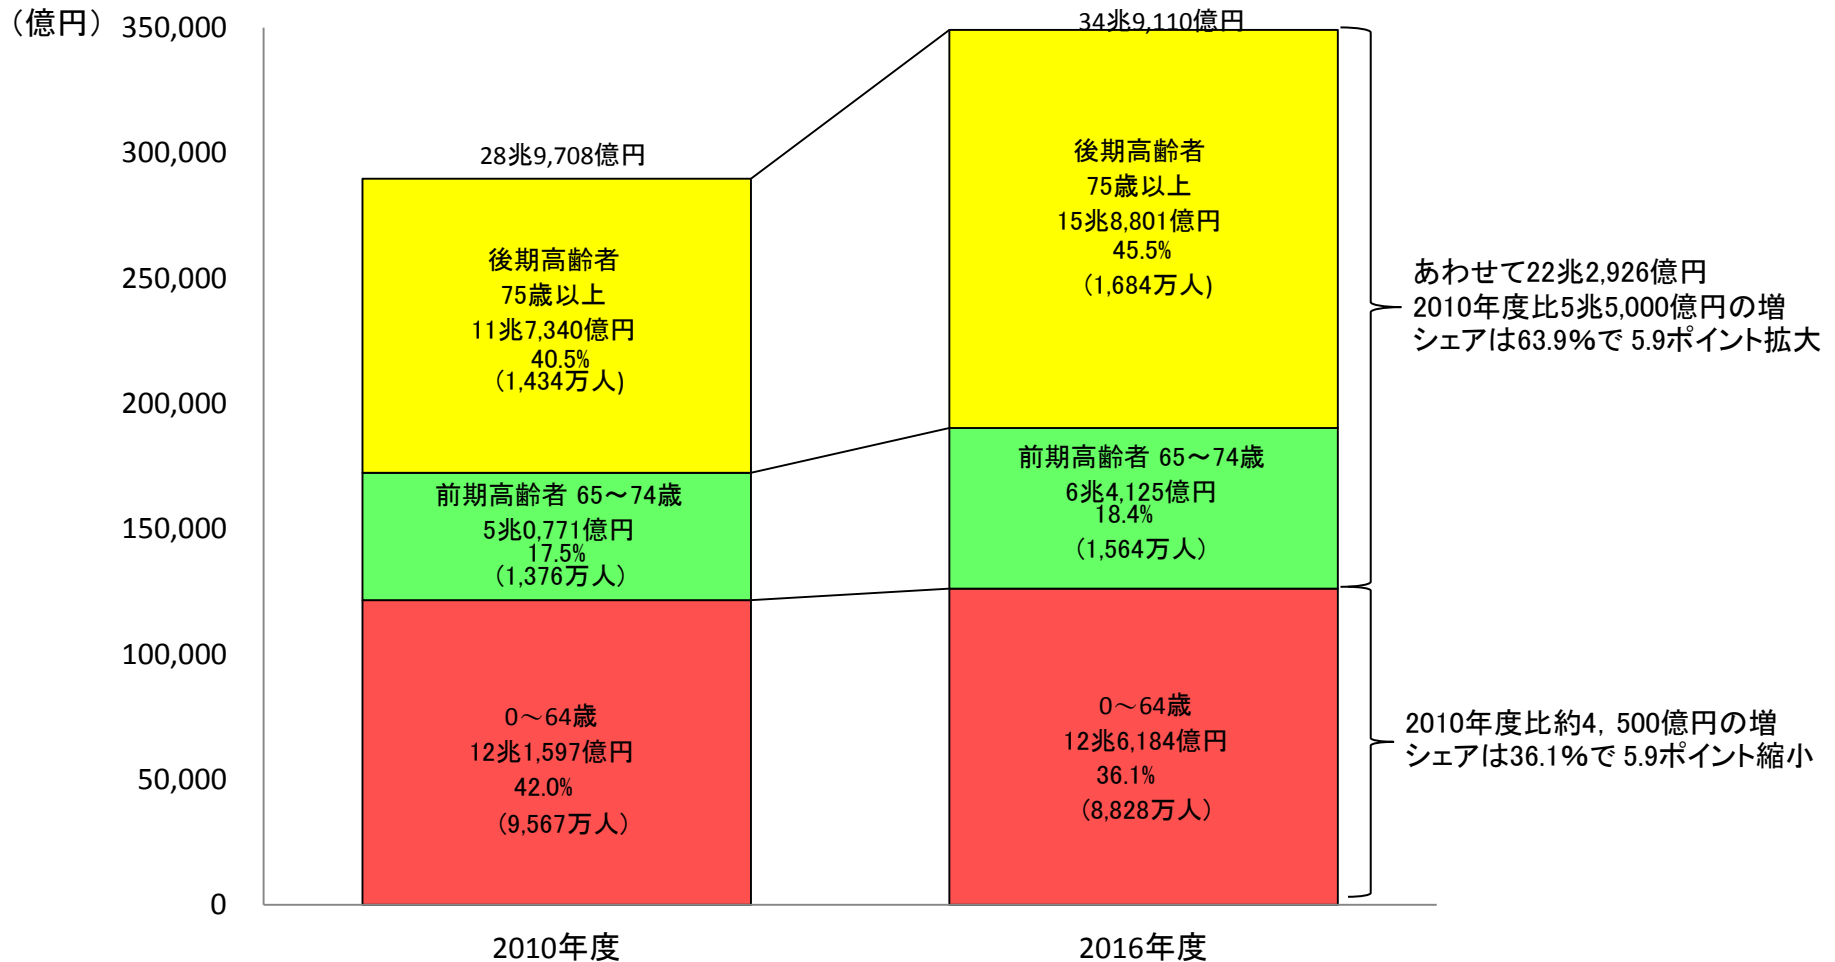 （億円）
350,000
300,000
250,000
200,000
150,000
100,000
50,000
0
28兆9,708億円
後期高齢者
75歳以上
11兆7,340億円
40.5%
（1,434万人)
前期高齢者 65～74歳
5兆0,771億円
17.5%
（1,376万人）
0～64歳
12兆1,597億円
42.0%
（9,567万人）
2010年度
34兆9,110億円
後期高齢者
75歳以上
15兆8,801億円
45.5%
（1,684万人)
前期高齢者 65～74歳
6兆4,125億円
18.4%
（1,564万人）
0～64歳
12兆6,184億円
36.1%
（8,828万人）
2016年度
あわせて22兆2,926億円
2010年度比5兆5,000億円の増
シェアは63.9％で 5.9ポイント拡大
2010年度比約4，500億円の増
シェアは36.1％で 5.9ポイント縮小